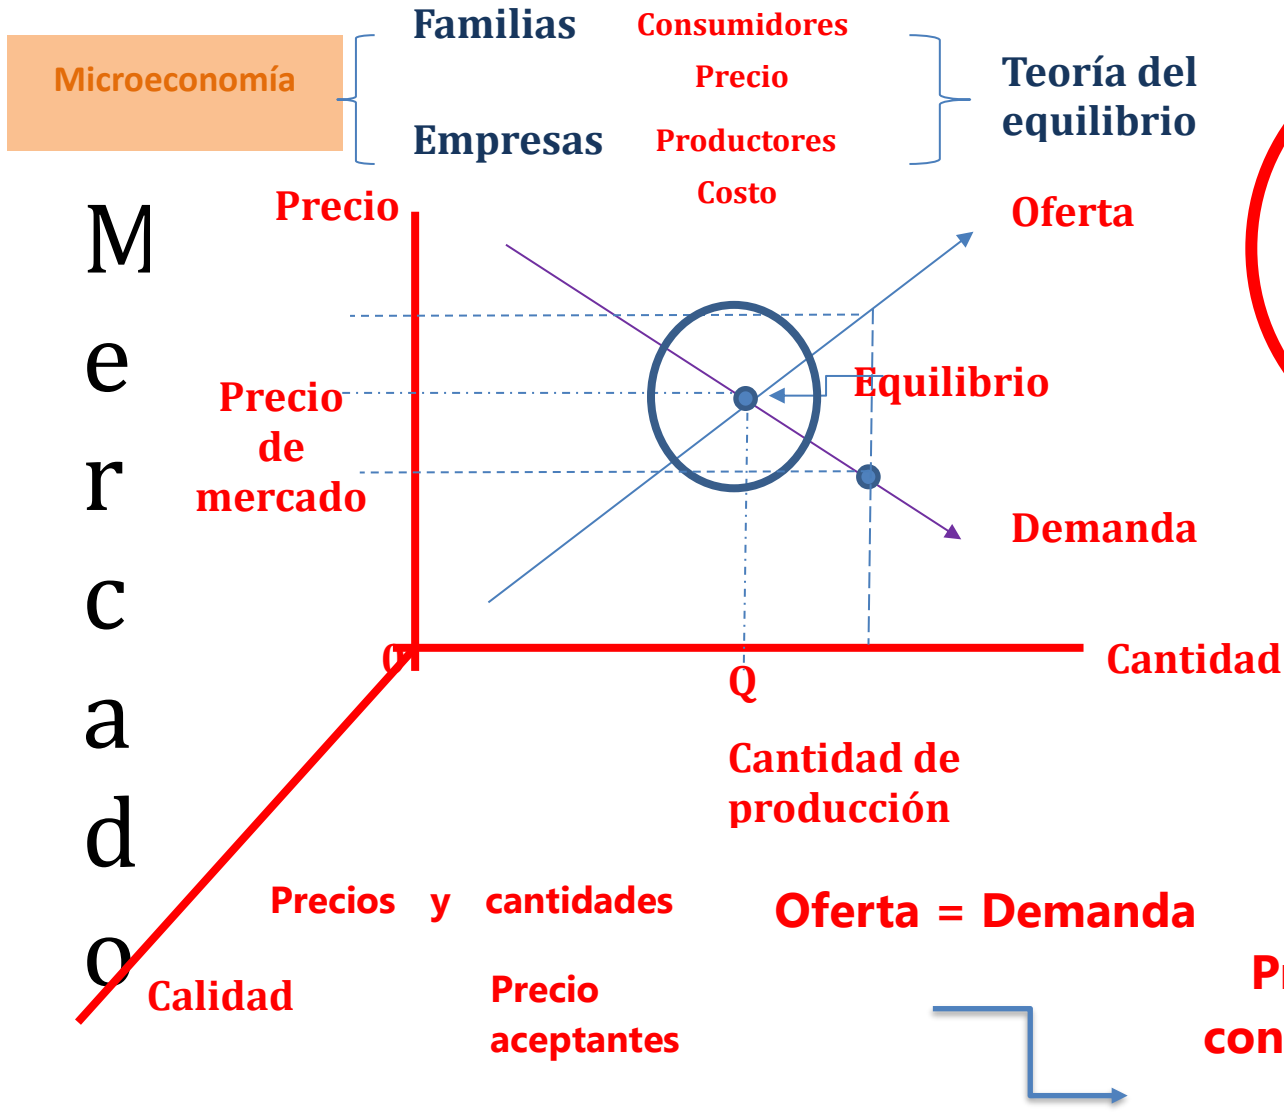 Familias Consumidores
Microeconomía Precio Teoría del
equilibrio
Empresas Productores
Costo
Mercado
Precio Oferta
Precio Equilibrio
de
mercado
Demanda
0 Cantidad
Q
Cantidad de
producción
Precios y cantidades Oferta = Demanda
Calidad Precio
aceptantes